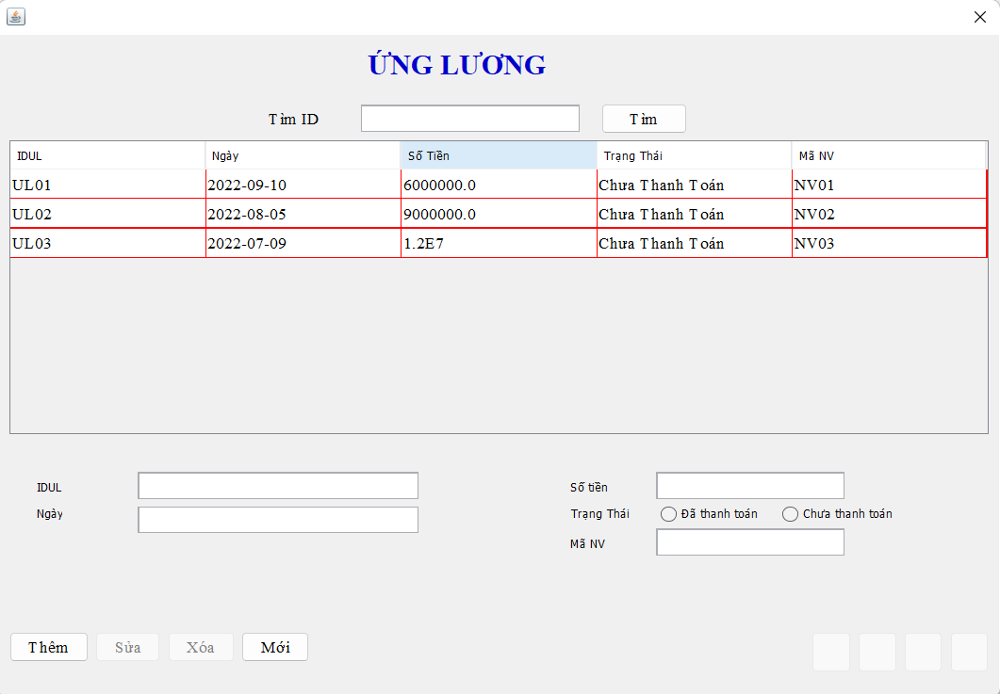 ỨNG LƯƠNG
Tìm ID Tìm
IDUL Ngày Số Tiền Trạng Thái Mã NV
UL01 2022-09-10 6000000.0 Chưa Thanh Toán NV01
UL02 2022-08-05 9000000.0 Chưa Thanh Toán NV02
UL03 2022-07-09 1.2E7 Chưa Thanh Toán NV03
IDUL Số tiền
Ngày Trạng Thái Đã thanh toán Chưa thanh toán
Mã NV
Thêm Sửa Xóa Mới